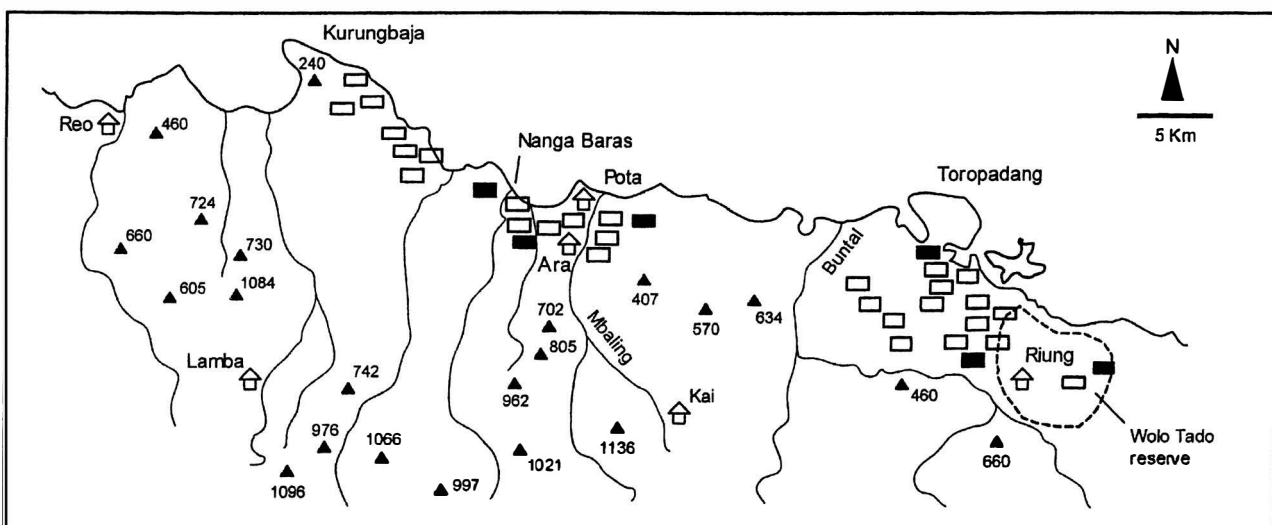 Kurungbaja
N
240
5 Km
Reo
460
Nanga Baras
Pota
Toropadang
724
660
730
Buntal
605
1084
Ara
407
570
634
702
Mbaling
805
Lamba
742
962
Kai
460
Riung
976
1066
1136
1021
660
Wolo Tado
reserve
1096
997